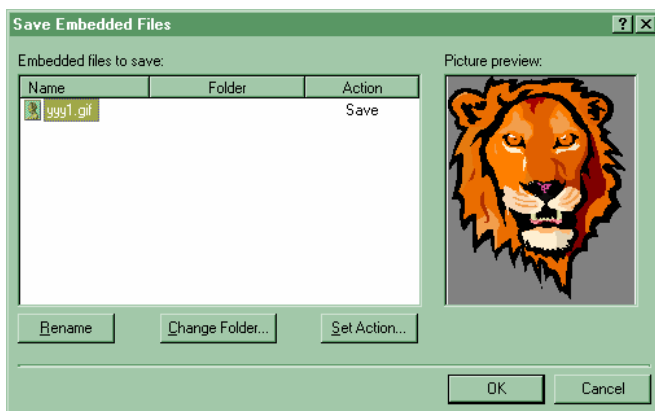 Save Embedded Files
Embedded files to save:
Picture preview:
Name Folder Action
yyy1.gif Save
Rename Change Folder... Set Action...
OK Cancel